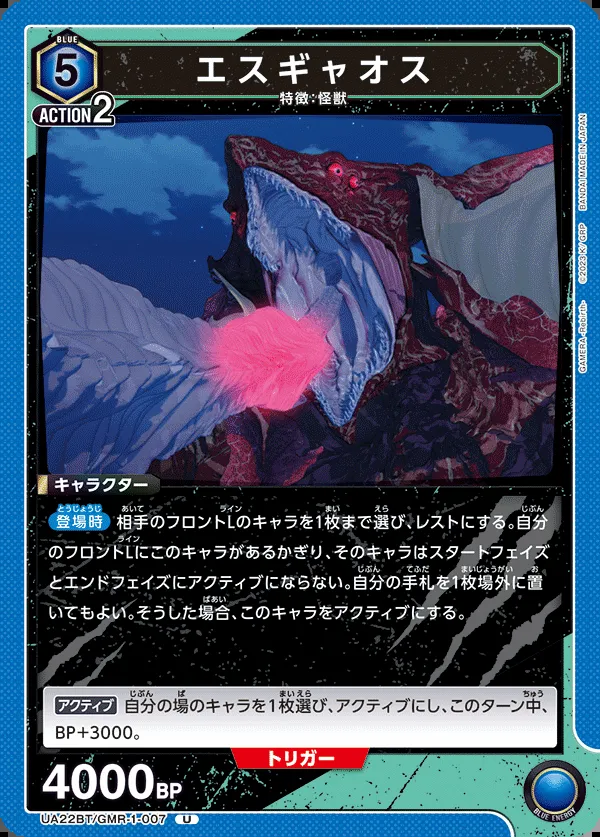 BLUE
5
ACTION2
エスギャオス
特徴:怪獣
GAMERA -Rebirth- ©2023 K/ GRP BANDAI MADE IN JAPAN
キャラクター
登場時 相手のフロントLのキャラを1枚まで選び、レストにする。自分
のフロントLにこのキャラがあるかぎり、そのキャラはスタートフェイズ
とエンドフェイズにアクティブにならない。自分の手札を1枚場外に置
いてもよい。そうした場合、このキャラをアクティブにする。
アクティブ 自分の場のキャラを1枚選び、アクティブにし、このターン中、
BP+3000。
トリガー
4000BP
UA22BT/GMR-1-007 U
BLUE ENERGY